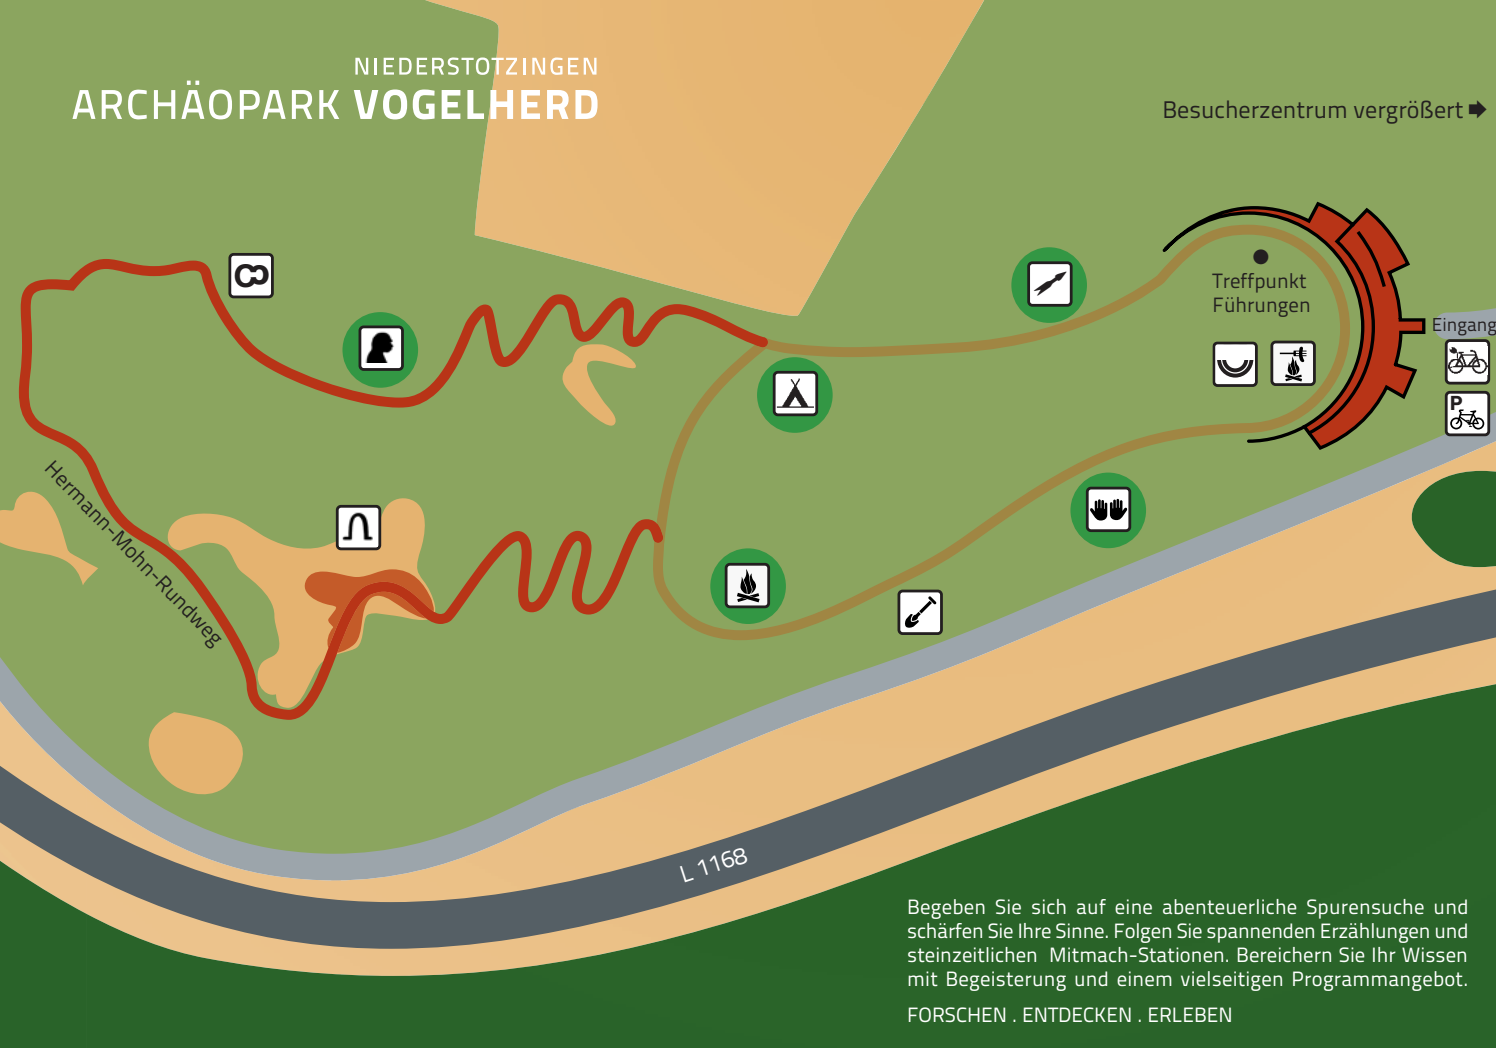 NIEDERSTOTZINGEN
ARCHÄOPARK VOGELHERD
Besucherzentrum vergrößert
Treffpunkt
Führungen
Eingang
P
Hermann-Mohn-Rundweg
L 1168
Begeben Sie sich auf eine abenteuerliche Spurensuche und
schärfen Sie Ihre Sinne. Folgen Sie spannenden Erzählungen und
steinzeitlichen Mitmach-Stationen. Bereichern Sie Ihr Wissen
mit Begeisterung und einem vielseitigen Programmangebot.
FORSCHEN . ENTDECKEN . ERLEBEN